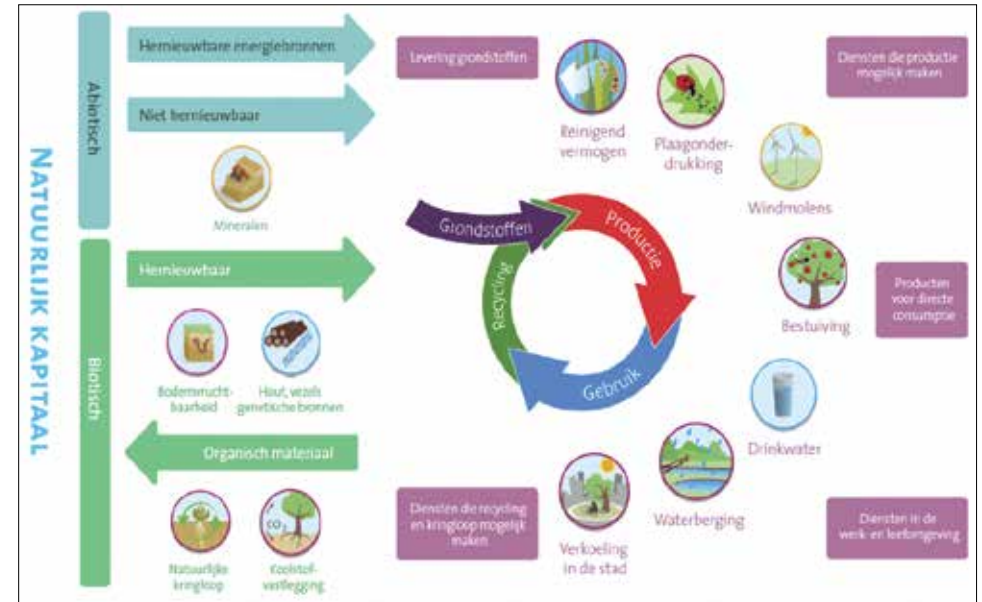 NATUURLIJK KAPITAAL
Abiotisch
Hernieuwbare energiebronnen
Niet hernieuwbaar
Mineralen
Biotisch
Hernieuwbaar
Bodemvrucht-
baarheid
Hout, vezels
genetische bronnen
Organisch materiaal
Natuurlijke
kringloop
CO₂
Koolstof-
vastlegging
Levering grondstoffen
Reinigend
vermogen
Plaagonder-
drukking
Diensten die productie
mogelijk maken
Windmolens
Grondstoffen
Productie
Gebruik
Recycling
Bestuiving
Producten
voor directe
consumptie
Drinkwater
Waterberging
Verkoeling
in de stad
Diensten die recycling
en kringloop mogelijk
maken
Diensten in de
werk- en leefomgeving